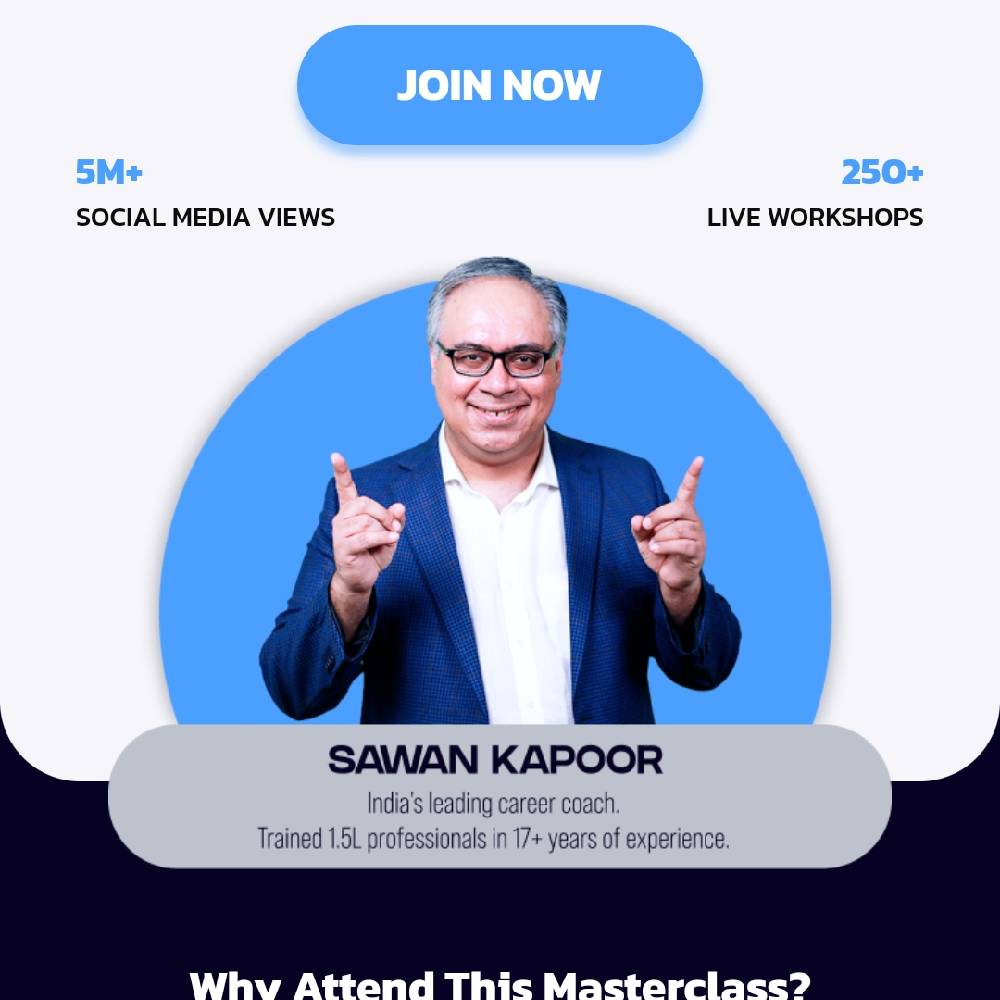 JOIN NOW
5M+
SOCIAL MEDIA VIEWS
250+
LIVE WORKSHOPS
SAWAN KAPOOR
India's leading career coach.
Trained 1.5L professionals in 17+ years of experience.
Why Attend This Masterclass?